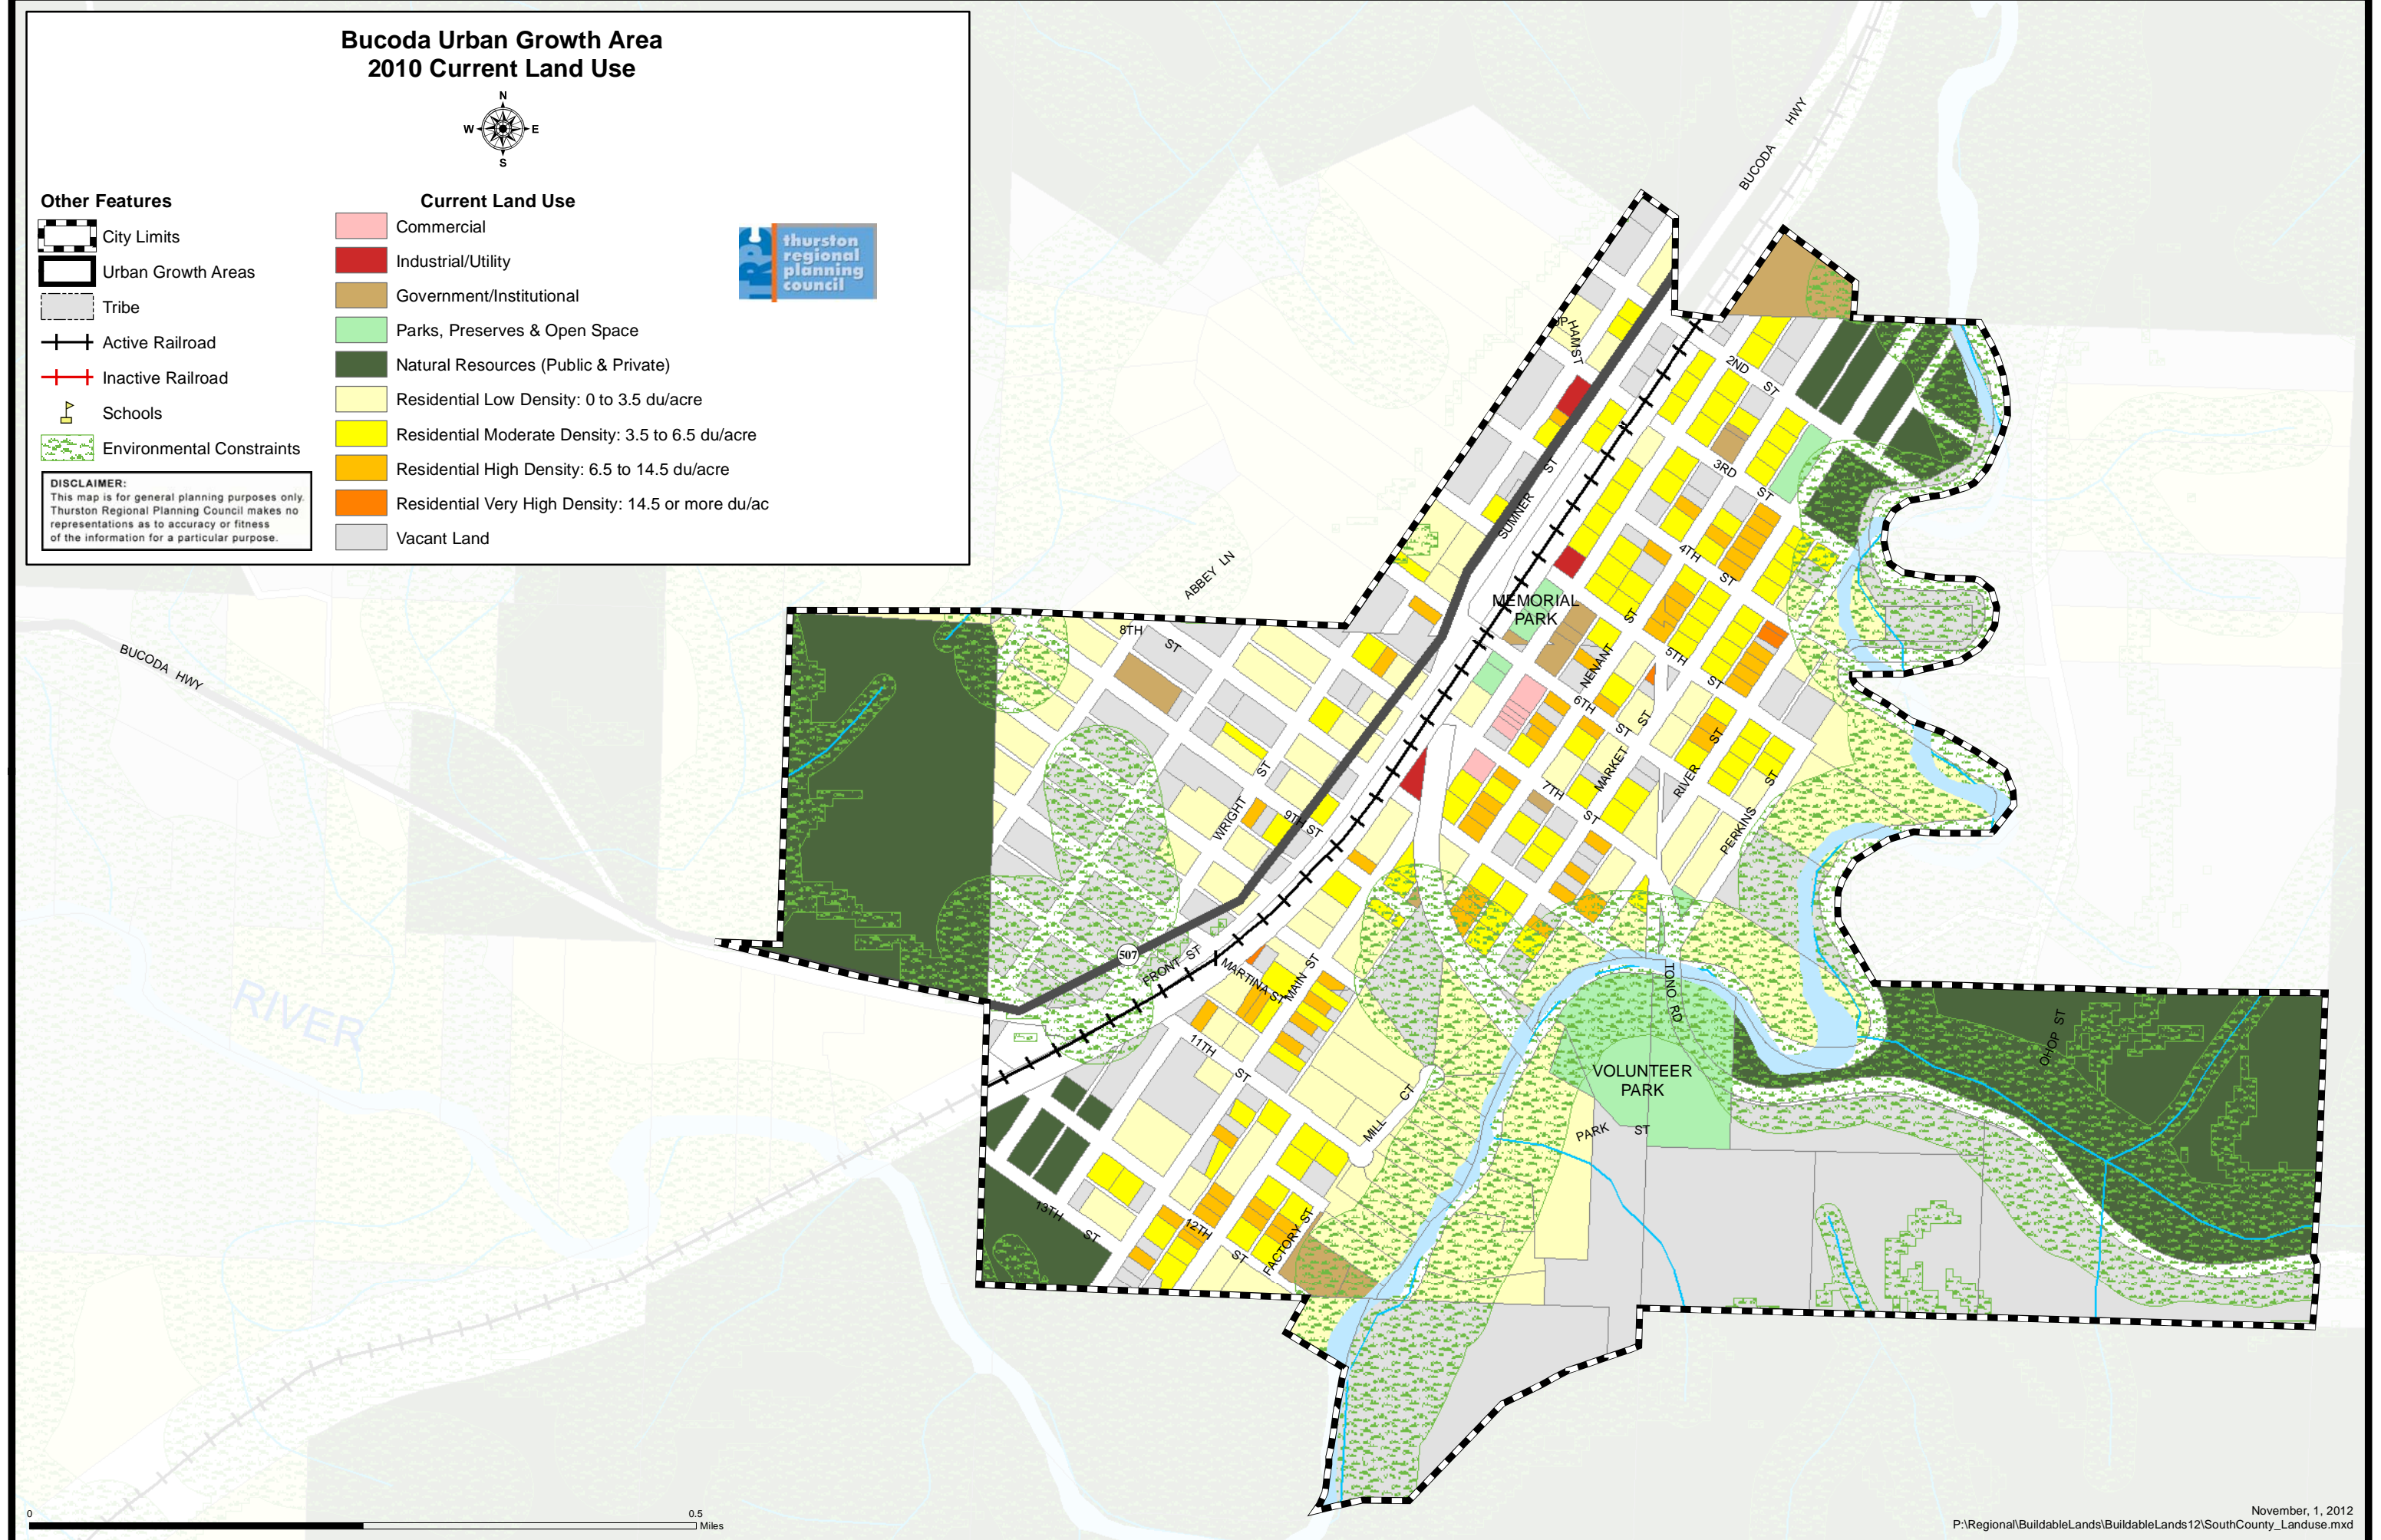 Bucoda Urban Growth Area
2010 Current Land Use
N
W E
S
Other Features
City Limits
Urban Growth Areas
Tribe
Active Railroad
Inactive Railroad
Schools
Environmental Constraints
DISCLAIMER:
This map is for general planning purposes only.
Thurston Regional Planning Council makes no
representations as to accuracy or fitness
of the information for a particular purpose.
Current Land Use
Commercial
Industrial/Utility
Government/Institutional
Parks, Preserves & Open Space
Natural Resources (Public & Private)
Residential Low Density: 0 to 3.5 du/acre
Residential Moderate Density: 3.5 to 6.5 du/acre
Residential High Density: 6.5 to 14.5 du/acre
Residential Very High Density: 14.5 or more du/ac
Vacant Land
TRPC
thurston
regional
planning
council
BUCODA HWY
HAM ST
2ND ST
3RD ST
SUMNER ST
4TH ST
ABBEY LN
MEMORIAL
PARK
8TH ST
5TH ST
NENANT ST
BUCODA HWY
6TH ST
MARKET ST
RIVER ST
7TH ST
PERKINS ST
WRIGHT ST
9TH ST
507
FRONT ST
MARTINA ST
MAIN ST
TONO RD
RIVER
OHOP ST
11TH ST
VOLUNTEER
PARK
MILL CT
PARK ST
13TH ST
12TH ST
FACTORY ST
0 0.5
Miles
November, 1, 2012
P:\Regional\BuildableLands\BuildableLands12\SouthCounty_Landuse.mxd